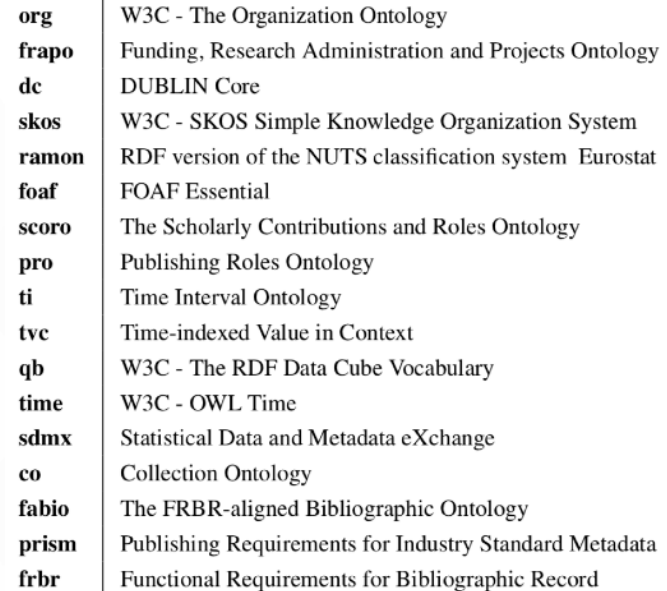 org W3C - The Organization Ontology
frapo Funding, Research Administration and Projects Ontology
dc DUBLIN Core
skos W3C - SKOS Simple Knowledge Organization System
ramon RDF version of the NUTS classification system Eurostat
foaf FOAF Essential
scoro The Scholarly Contributions and Roles Ontology
pro Publishing Roles Ontology
ti Time Interval Ontology
tvc Time-indexed Value in Context
qb W3C - The RDF Data Cube Vocabulary
time W3C - OWL Time
sdmx Statistical Data and Metadata eXchange
co Collection Ontology
fabio The FRBR-aligned Bibliographic Ontology
prism Publishing Requirements for Industry Standard Metadata
frbr Functional Requirements for Bibliographic Record